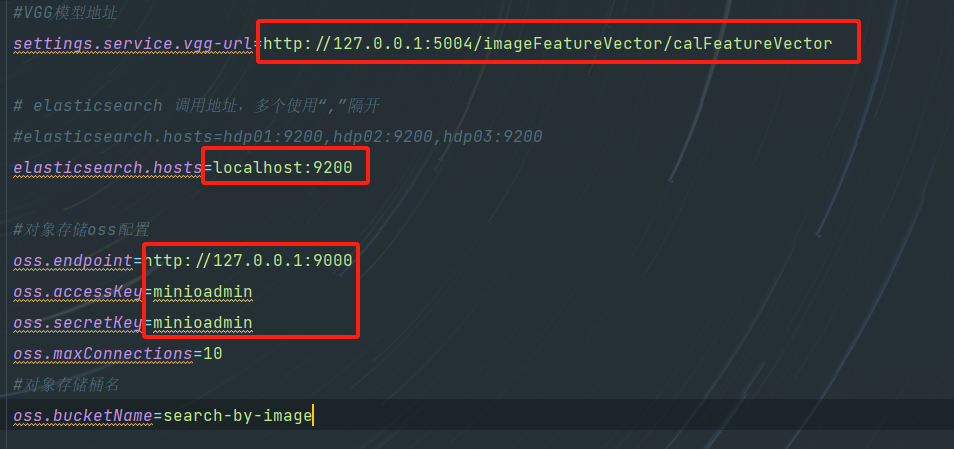 #VGG模型地址
settings.service.vgg-url=http://127.0.0.1:5004/imageFeatureVector/calFeatureVector
# elasticsearch 调用地址，多个使用“,”隔开
#elasticsearch.hosts=hdp01:9200,hdp02:9200,hdp03:9200
elasticsearch.hosts=localhost:9200
#对象存储oss配置
oss.endpoint=http://127.0.0.1:9000
oss.accessKey=minioadmin
oss.secretKey=minioadmin
oss.maxConnections=10
#对象存储桶名
oss.bucketName=search-by-image